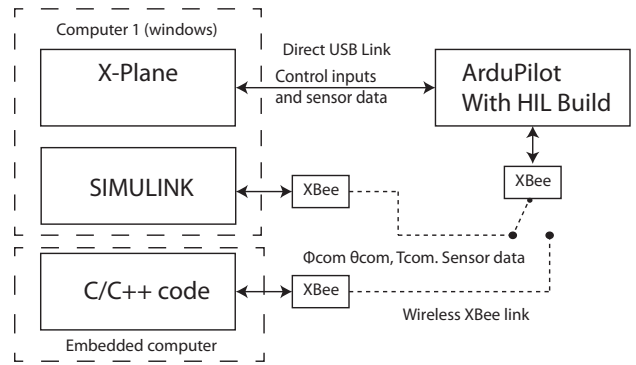 Computer 1 (windows)
X-Plane
Direct USB Link
Control inputs
and sensor data
ArduPilot
With HIL Build
XBee
SIMULINK
XBee
Φcom θcom, Tcom. Sensor data
C/C++ code
XBee
Wireless XBee link
Embedded computer